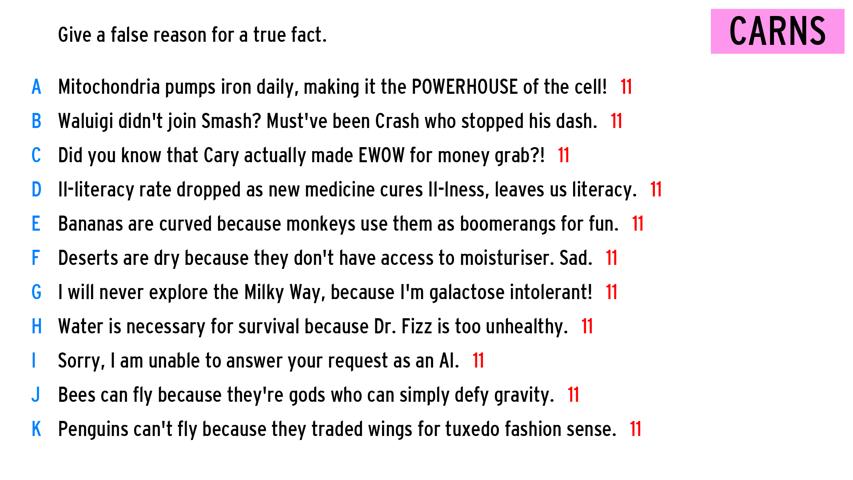 Give a false reason for a true fact.
CARNS
A Mitochondria pumps iron daily, making it the POWERHOUSE of the cell! 11
B Waluigi didn't join Smash? Must've been Crash who stopped his dash. 11
C Did you know that Cary actually made EWOW for money grab?! 11
D Il-literacy rate dropped as new medicine cures Il-lness, leaves us literacy. 11
E Bananas are curved because monkeys use them as boomerangs for fun. 11
F Deserts are dry because they don't have access to moisturiser. Sad. 11
G I will never explore the Milky Way, because I'm galactose intolerant! 11
H Water is necessary for survival because Dr. Fizz is too unhealthy. 11
I Sorry, I am unable to answer your request as an AI. 11
J Bees can fly because they're gods who can simply defy gravity. 11
K Penguins can't fly because they traded wings for tuxedo fashion sense. 11